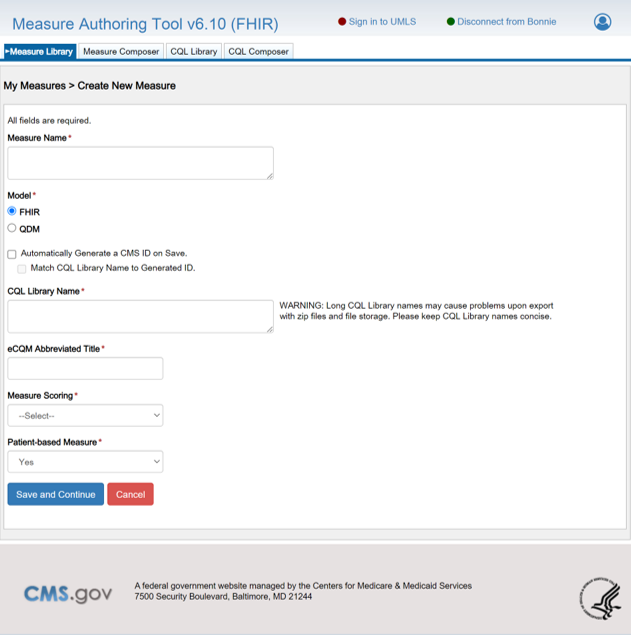 Measure Authoring Tool v6.10 (FHIR)
Sign in to UMLS
Disconnect from Bonnie
Measure Library
Measure Composer
CQL Library
CQL Composer
My Measures > Create New Measure
All fields are required.
Measure Name*
Model*
FHIR
QDM
Automatically Generate a CMS ID on Save.
Match CQL Library Name to Generated ID.
CQL Library Name*
WARNING: Long CQL Library names may cause problems upon export
with zip files and file storage. Please keep CQL Library names concise.
eCQM Abbreviated Title*
Measure Scoring*
--Select--
Patient-based Measure*
Yes
Save and Continue
Cancel
CMS.gov
A federal government website managed by the Centers for Medicare & Medicaid Services
7500 Security Boulevard, Baltimore, MD 21244